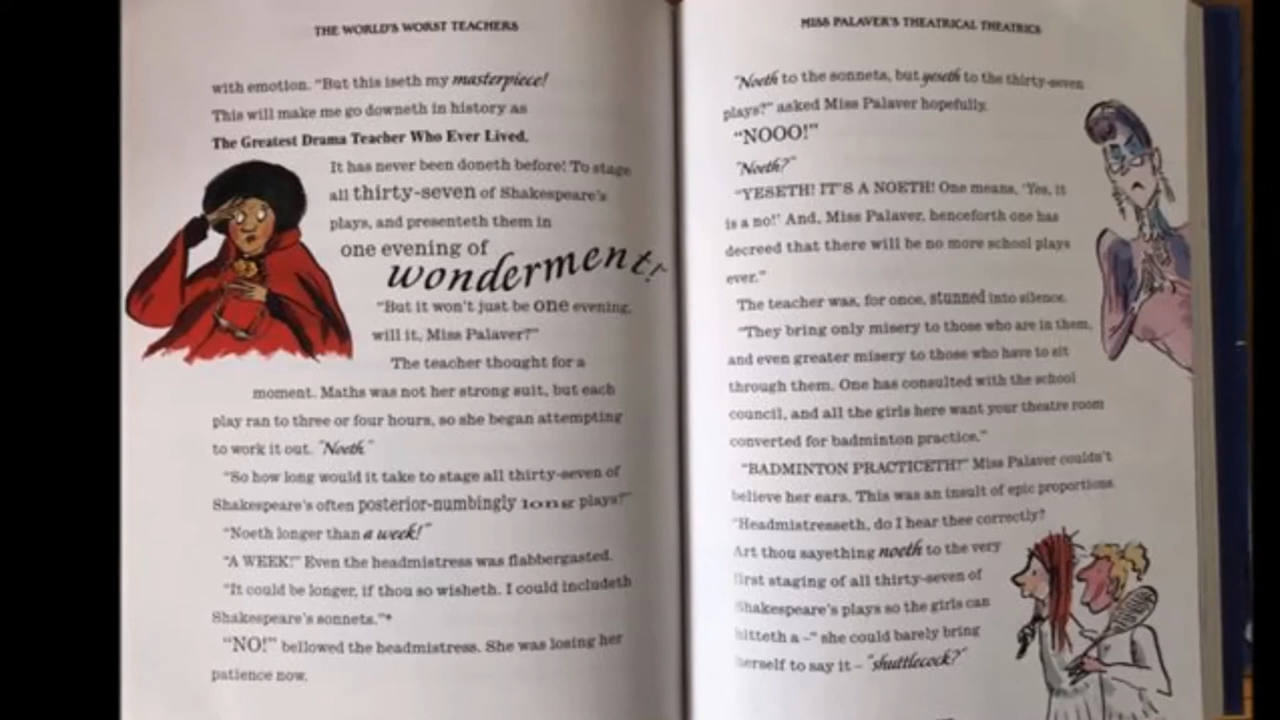 THE WORLD'S WORST TEACHERS
with emotion. "But this iseth my masterpiece!
This will make me go downeth in history as
The Greatest Drama Teacher Who Ever Lived.
It has never been doneth before! To stage
all thirty-seven of Shakespeare's
plays, and presenteth them in
one evening of
wonderment!
"But it won't just be one evening,
will it, Miss Palaver?"
The teacher thought for a
moment. Maths was not her strong suit, but each
play ran to three or four hours, so she began attempting
to work it out. "Noeth."
"So how long would it take to stage all thirty-seven of
Shakespeare's often posterior-numbingly long plays?"
"Noeth longer than a week!"
"A WEEK!" Even the headmistress was flabbergasted.
"It could be longer, if thou so wisheth. I could includeth
Shakespeare's sonnets."*
"NO!" bellowed the headmistress. She was losing her
patience now.
MISS PALAVER'S THEATRICAL THEATRICS
"Noeth to the sonnets, but yeseth to the thirty-seven
plays?" asked Miss Palaver hopefully.
"NOOO!"
"Noeth?"
"YESETH! IT'S A NOETH! One means, 'Yes, it
is a no!' And, Miss Palaver, henceforth one has
decreed that there will be no more school plays
ever."
The teacher was, for once, stunned into silence.
"They bring only misery to those who are in them,
and even greater misery to those who have to sit
through them. One has consulted with the school
council, and all the girls here want your theatre room
converted for badminton practice."
"BADMINTON PRACTICETH?" Miss Palaver couldn't
believe her ears. This was an insult of epic proportions.
"Headmistresseth, do I hear thee correctly?
Art thou sayething noeth to the very
first staging of all thirty-seven of
Shakespeare's plays so the girls can
hitteth a –" she could barely bring
herself to say it – "shuttlecock?"